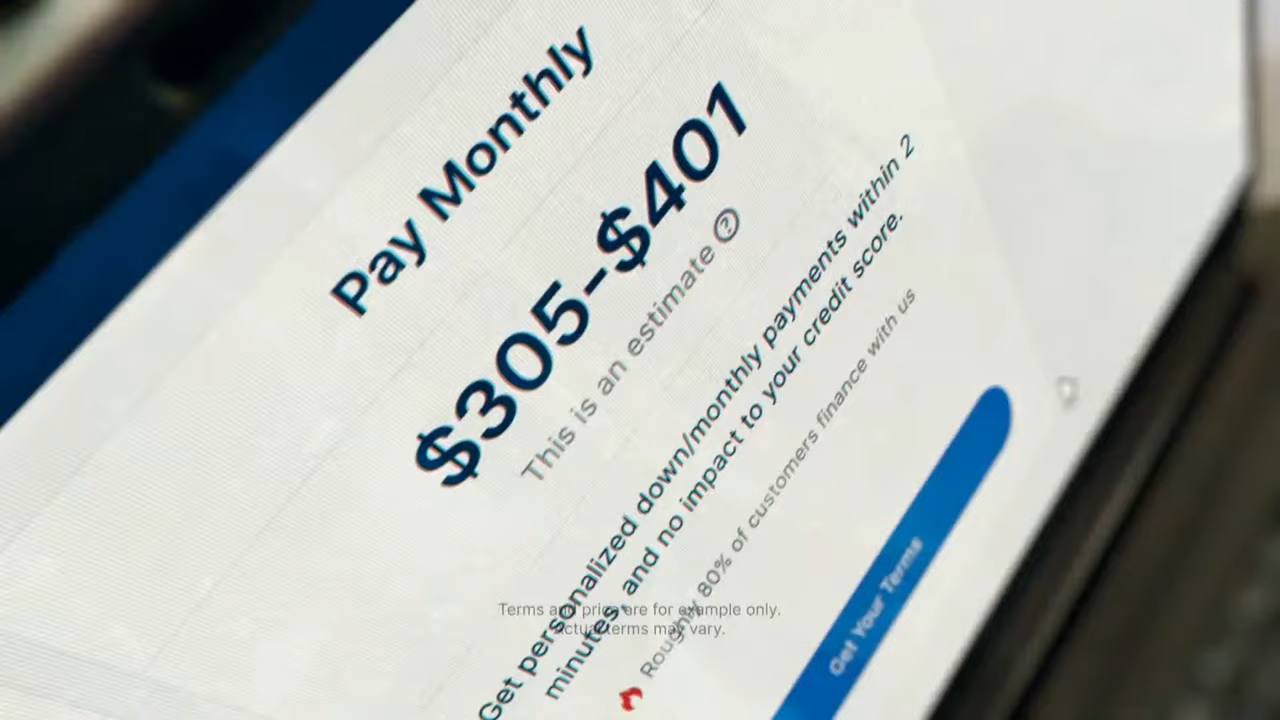 Pay Monthly
$305-$401
This is an estimate ?
Get personalized down/monthly payments within 2
minutes, and no impact to your credit score.
Roughly 80% of customers finance with us
Get Your Terms
Terms and price are for example only.
Actual terms may vary.